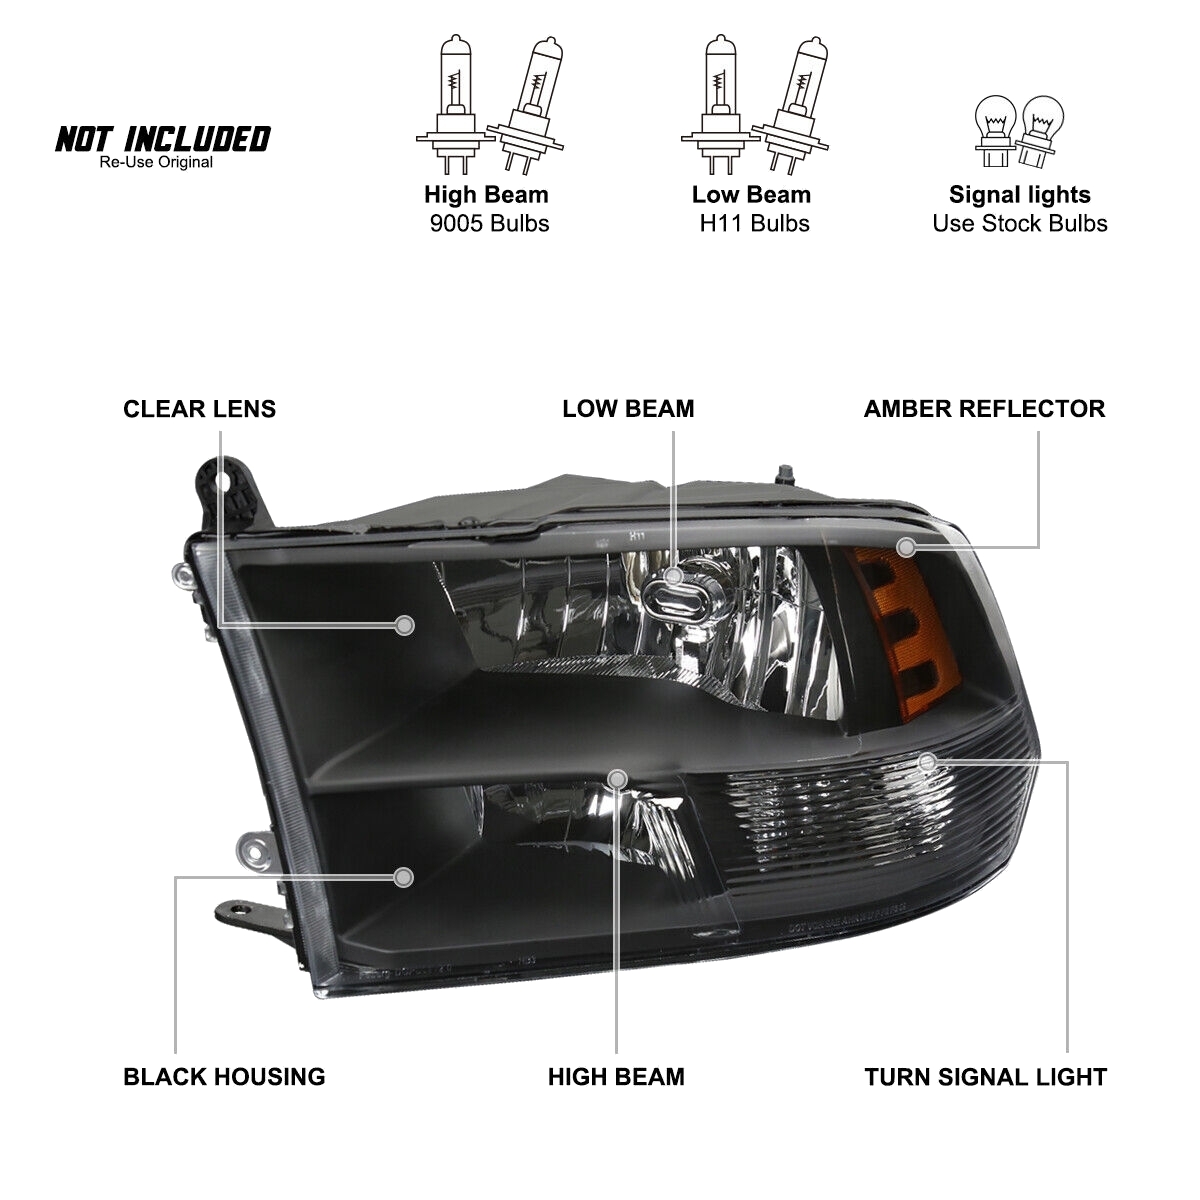 NOT INCLUDED
Re-Use Original
High Beam
9005 Bulbs
Low Beam
H11 Bulbs
Signal lights
Use Stock Bulbs
CLEAR LENS
LOW BEAM
AMBER REFLECTOR
H11
BLACK HOUSING
HIGH BEAM
TURN SIGNAL LIGHT